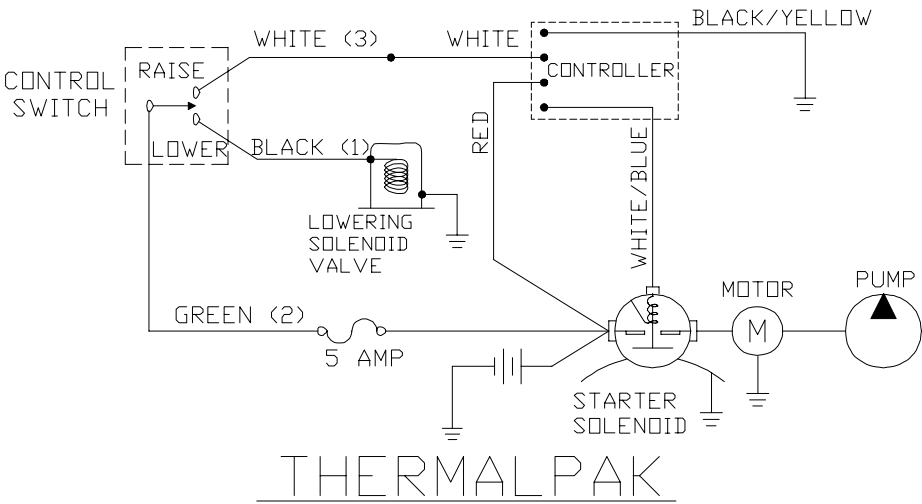 BLACK/YELLOW
WHITE (3)
WHITE
CONTROL
SWITCH
RAISE
CONTROLLER
LOWER
BLACK (1)
RED
WHITE/BLUE
LOWERING
SOLENOID
VALVE
MOTOR
PUMP
GREEN (2)
M
5 AMP
STARTER
SOLENOID
THERMALPAK